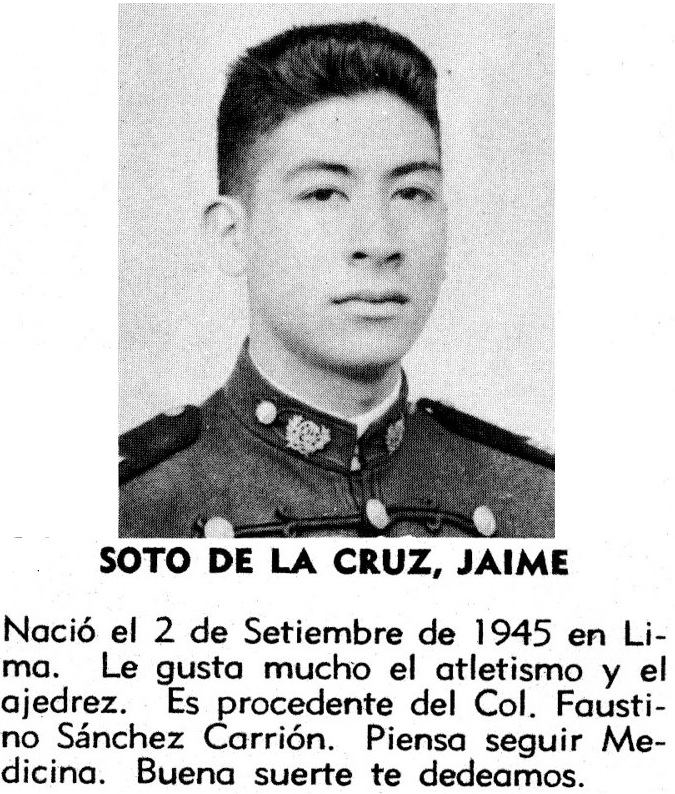 SOTO DE LA CRUZ, JAIME
Nació el 2 de Setiembre de 1945 en Li-
ma. Le gusta mucho el atletismo y el
ajedrez. Es procedente del Col. Fausti-
no Sánchez Carrión. Piensa seguir Me-
dicina. Buena suerte te dedeamos.